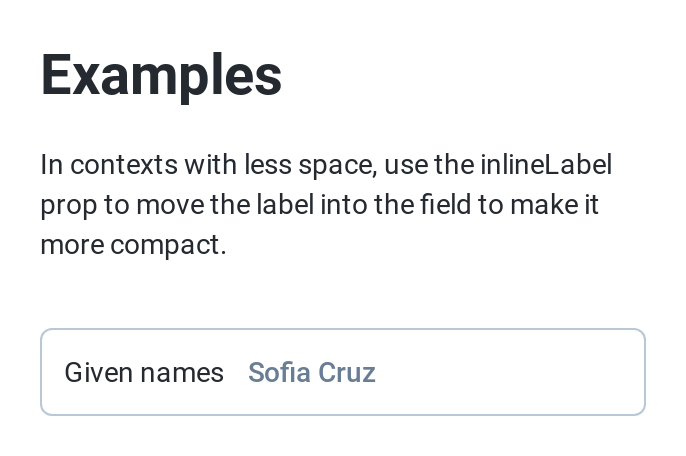 Examples
In contexts with less space, use the inlineLabel
prop to move the label into the field to make it
more compact.
Given names Sofia Cruz